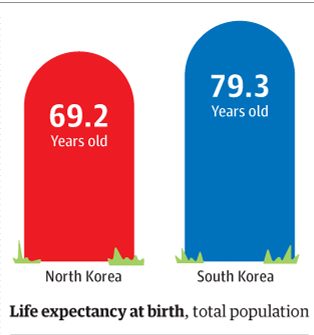 69.2
Years old
79.3
Years old
North Korea
South Korea
Life expectancy at birth, total population